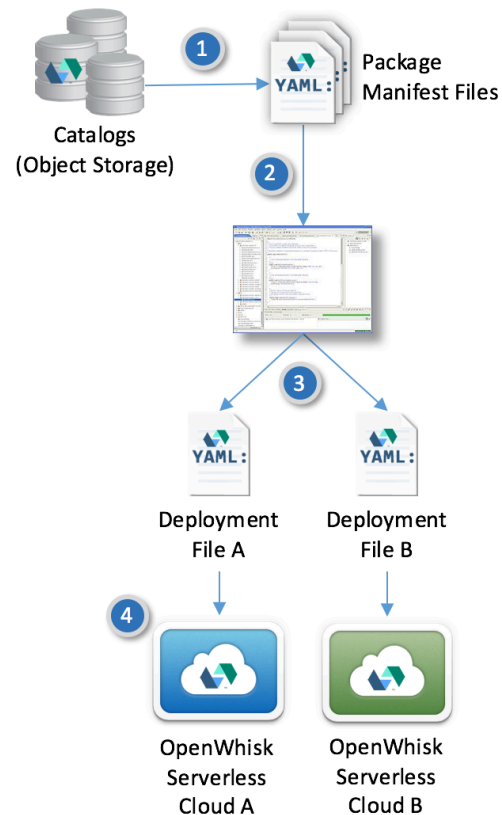 1
YAML:
Package
Manifest Files
Catalogs
(Object Storage)
2
3
YAML:
YAML:
Deployment
File A
Deployment
File B
4
OpenWhisk
Serverless
Cloud A
OpenWhisk
Serverless
Cloud B